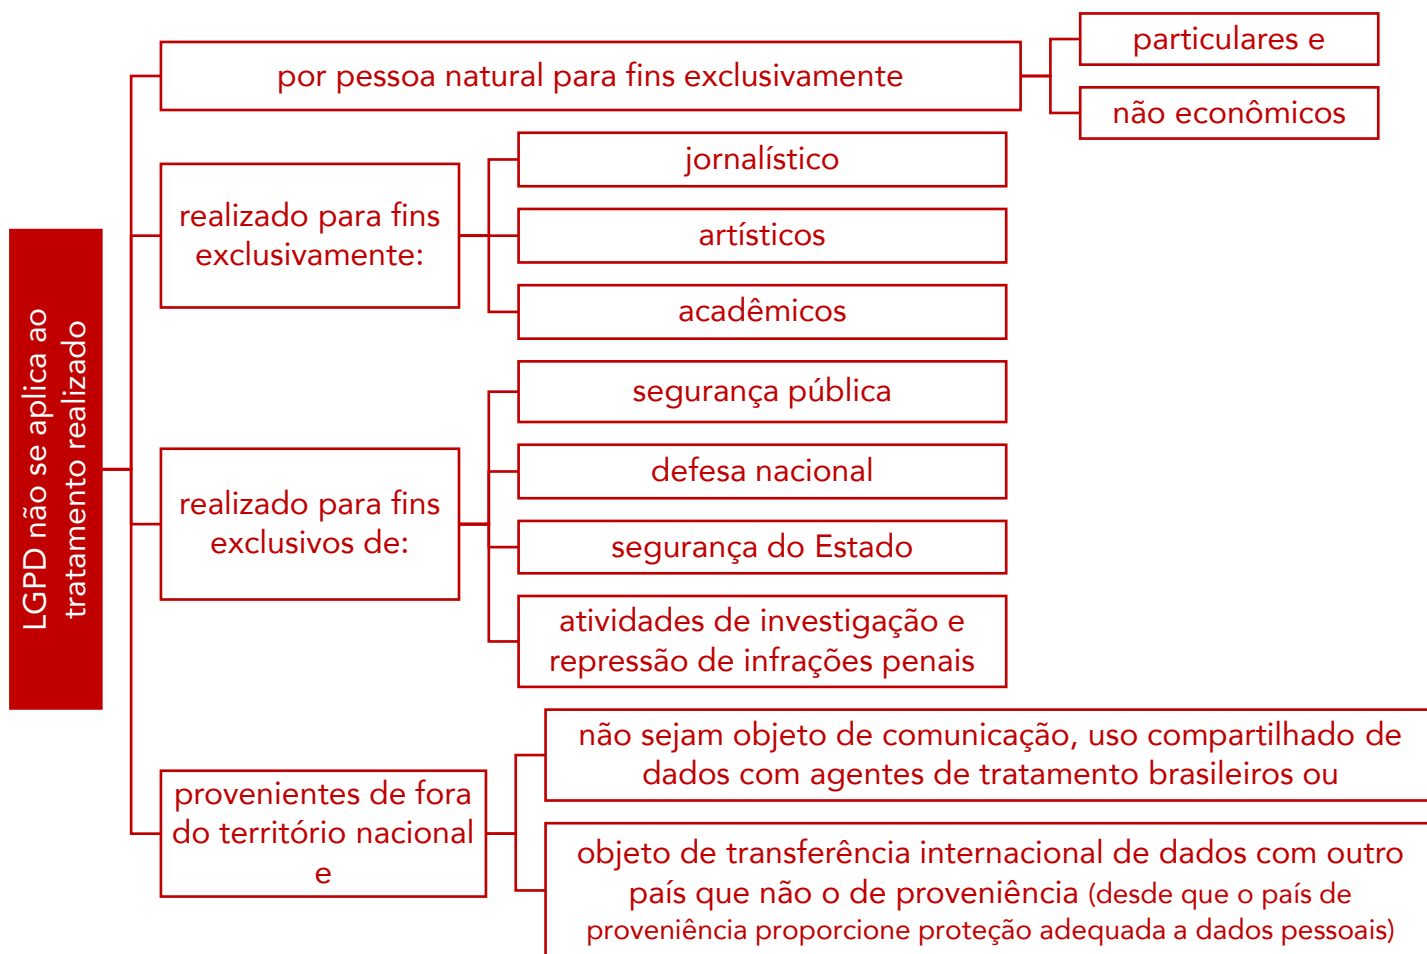 LGPD não se aplica ao
tratamento realizado
por pessoa natural para fins exclusivamente
particulares e
não econômicos
realizado para fins
exclusivamente:
jornalístico
artísticos
acadêmicos
realizado para fins
exclusivos de:
segurança pública
defesa nacional
segurança do Estado
atividades de investigação e
repressão de infrações penais
provenientes de fora
do território nacional
e
não sejam objeto de comunicação, uso compartilhado de
dados com agentes de tratamento brasileiros ou
objeto de transferência internacional de dados com outro
país que não o de proveniência (desde que o país de
proveniência proporcione proteção adequada a dados pessoais)